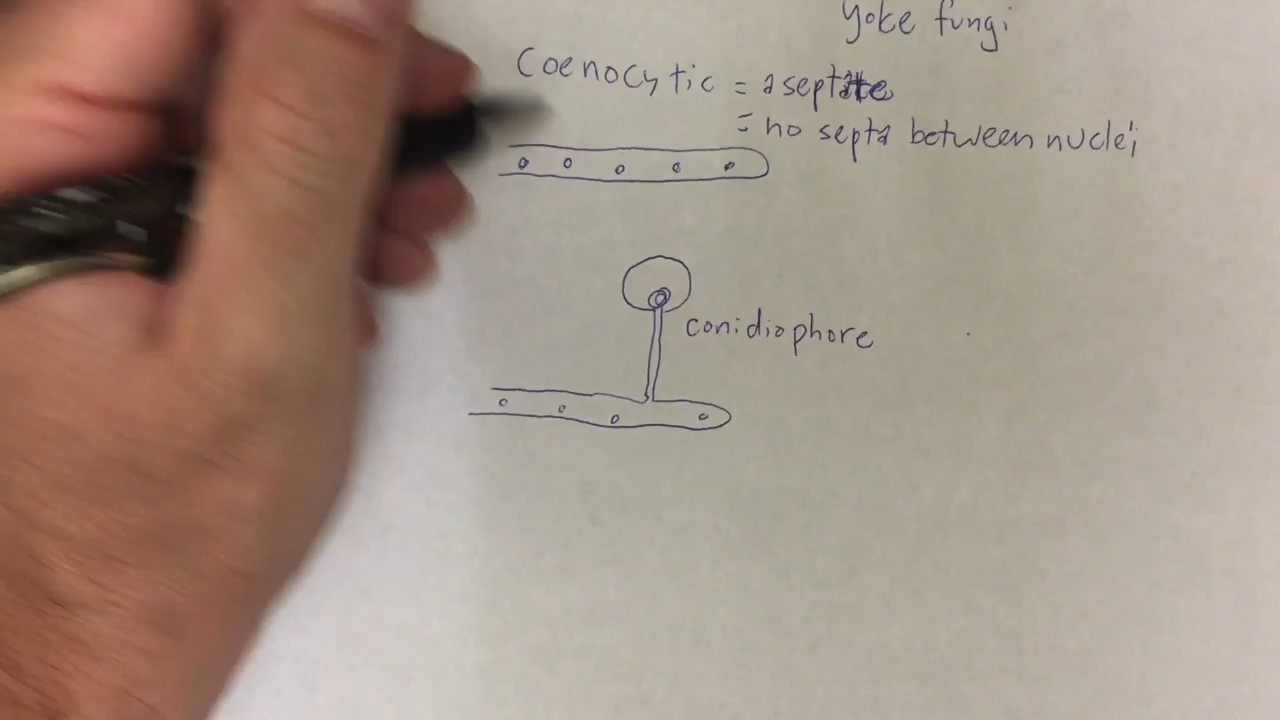 Yoke fungi
Coenocytic = aseptate
= no septa between nuclei
conidiophore